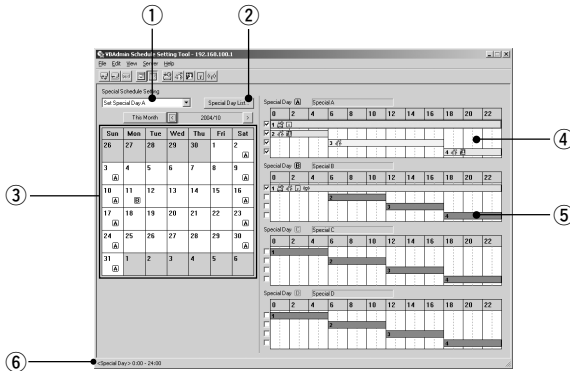 ① ②
VBAdmin Schedule Setting Tool - 192.168.100.1
File Edit View Server Help
Special Schedule Setting
Set Special Day A
Special Day List...
This Month < 2004/10 >
Sun Mon Tue Wed Thu Fri Sat
26 27 28 29 30 1 2
A
3 4 5 6 7 8 9
A A
10 11 12 13 14 15 16
A B A
17 18 19 20 21 22 23
A A
24 25 26 27 28 29 30
A A
31 1 2 3 4 5 6
A
③
Special Day A Special A
0 2 4 6 8 10 12 14 16 18 20 22
1
2
3
4
④
Special Day B Special B
0 2 4 6 8 10 12 14 16 18 20 22
1
2
3
4
⑤
Special Day C Special C
0 2 4 6 8 10 12 14 16 18 20 22
1
2
3
4
Special Day D Special D
0 2 4 6 8 10 12 14 16 18 20 22
1
2
3
4
⑥
<Special Day> 0:00 - 24:00